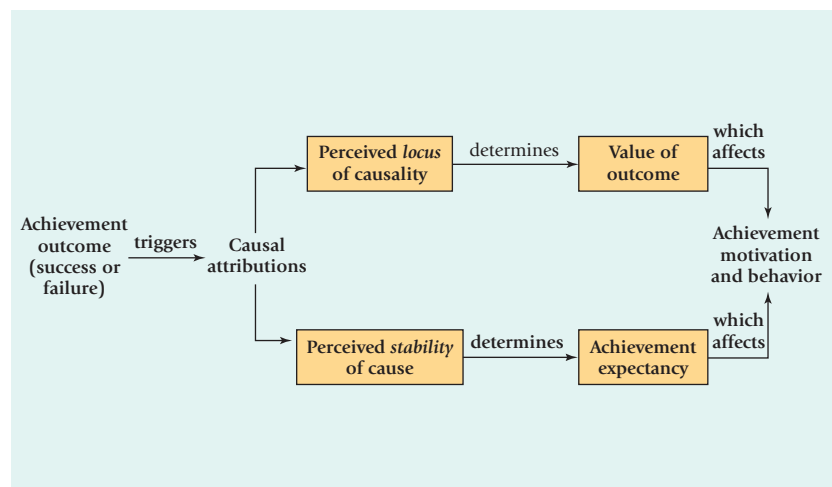 Achievement
outcome
(success or
failure)
triggers
Causal
attributions
Perceived locus
of causality
determines
Value of
outcome
which
affects
Perceived stability
of cause
determines
Achievement
expectancy
which
affects
Achievement
motivation
and behavior